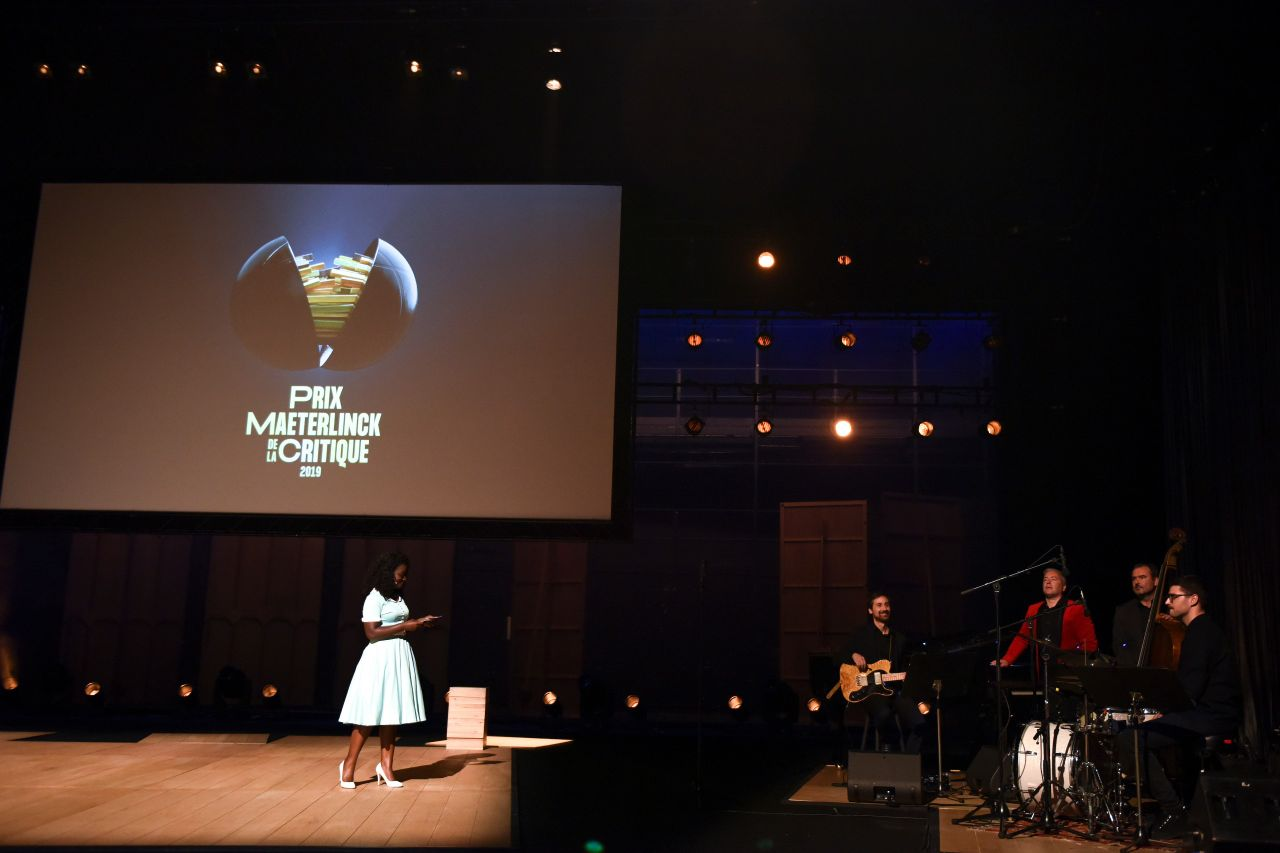 PRIX
MAETERLINCK
DE LA CRITIQUE
2019